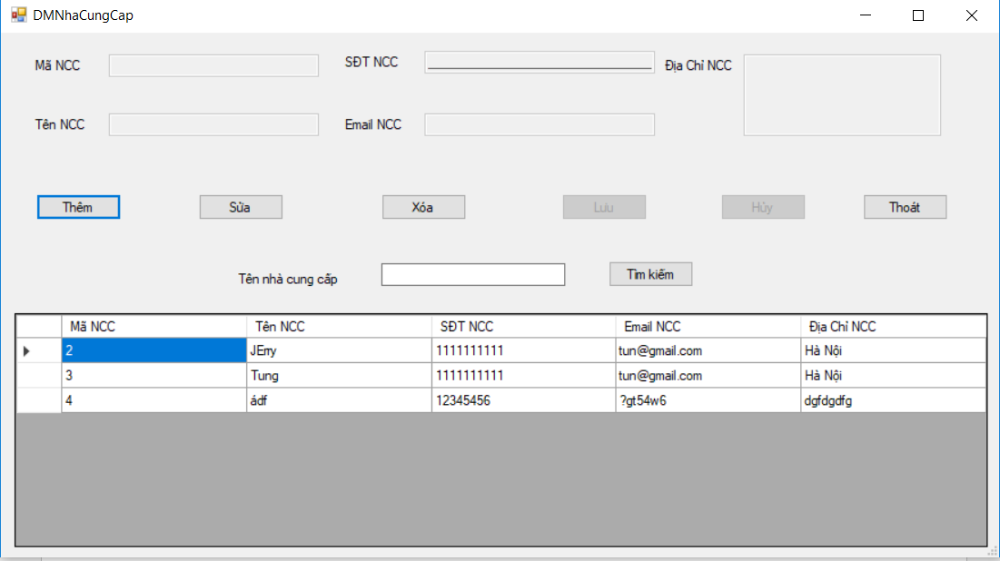 DMNhaCungCap
Mã NCC SĐT NCC Địa Chỉ NCC
Tên NCC Email NCC
Thêm Sửa Xóa Lưu Hủy Thoát
Tên nhà cung cấp Tìm kiếm
Mã NCC Tên NCC SĐT NCC Email NCC Địa Chỉ NCC
2 JErry 1111111111 tun@gmail.com Hà Nội
3 Tung 1111111111 tun@gmail.com Hà Nội
4 ádf 12345456 ?gt54w6 dgfdgdfg